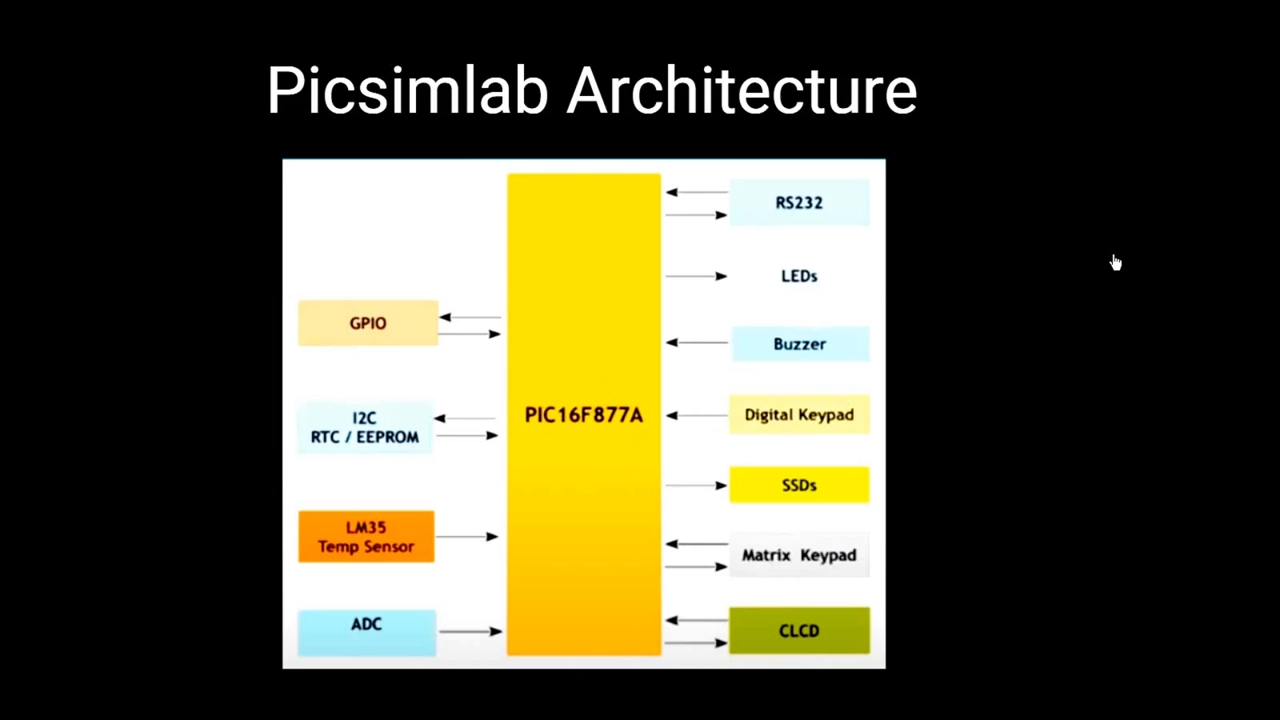 Picsimlab Architecture
GPIO
I2C
RTC / EEPROM
LM35
Temp Sensor
ADC
PIC16F877A
RS232
LEDs
Buzzer
Digital Keypad
SSDs
Matrix Keypad
CLCD